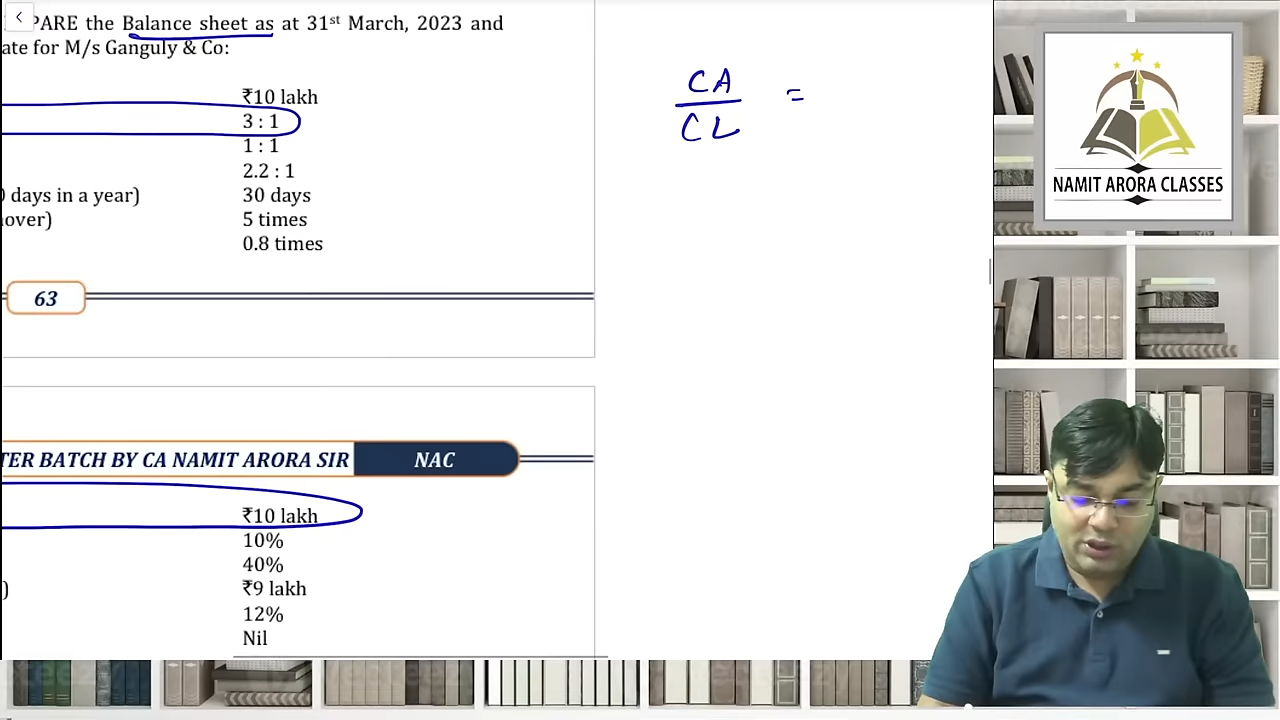 PARE the Balance sheet as at 31st March, 2023 and
ate for M/s Ganguly & Co:
₹10 lakh
3 : 1
1 : 1
2.2 : 1
0 days in a year) 30 days
over) 5 times
0.8 times
63
TER BATCH BY CA NAMIT ARORA SIR NAC
₹10 lakh
10%
40%
) ₹9 lakh
12%
Nil
CA =
CL
NAMIT ARORA CLASSES